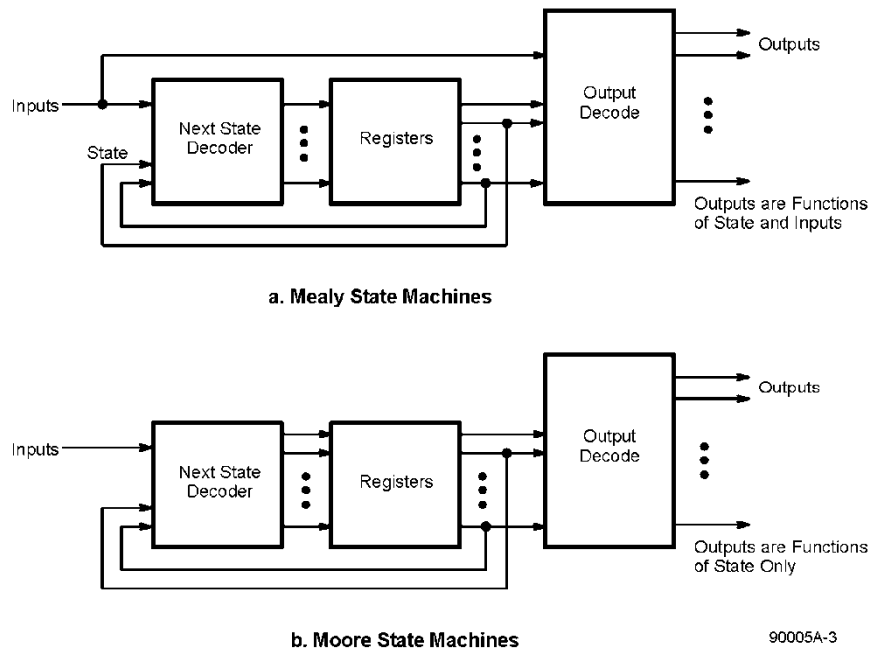 Inputs
State
Next State
Decoder
Registers
Output
Decode
Outputs
Outputs are Functions
of State and Inputs
a. Mealy State Machines
Inputs
Next State
Decoder
Registers
Output
Decode
Outputs
Outputs are Functions
of State Only
b. Moore State Machines
90005A-3